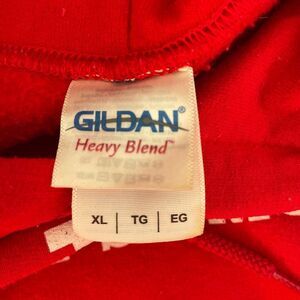 GILDAN®
Heavy Blend™
XL | TG | EG